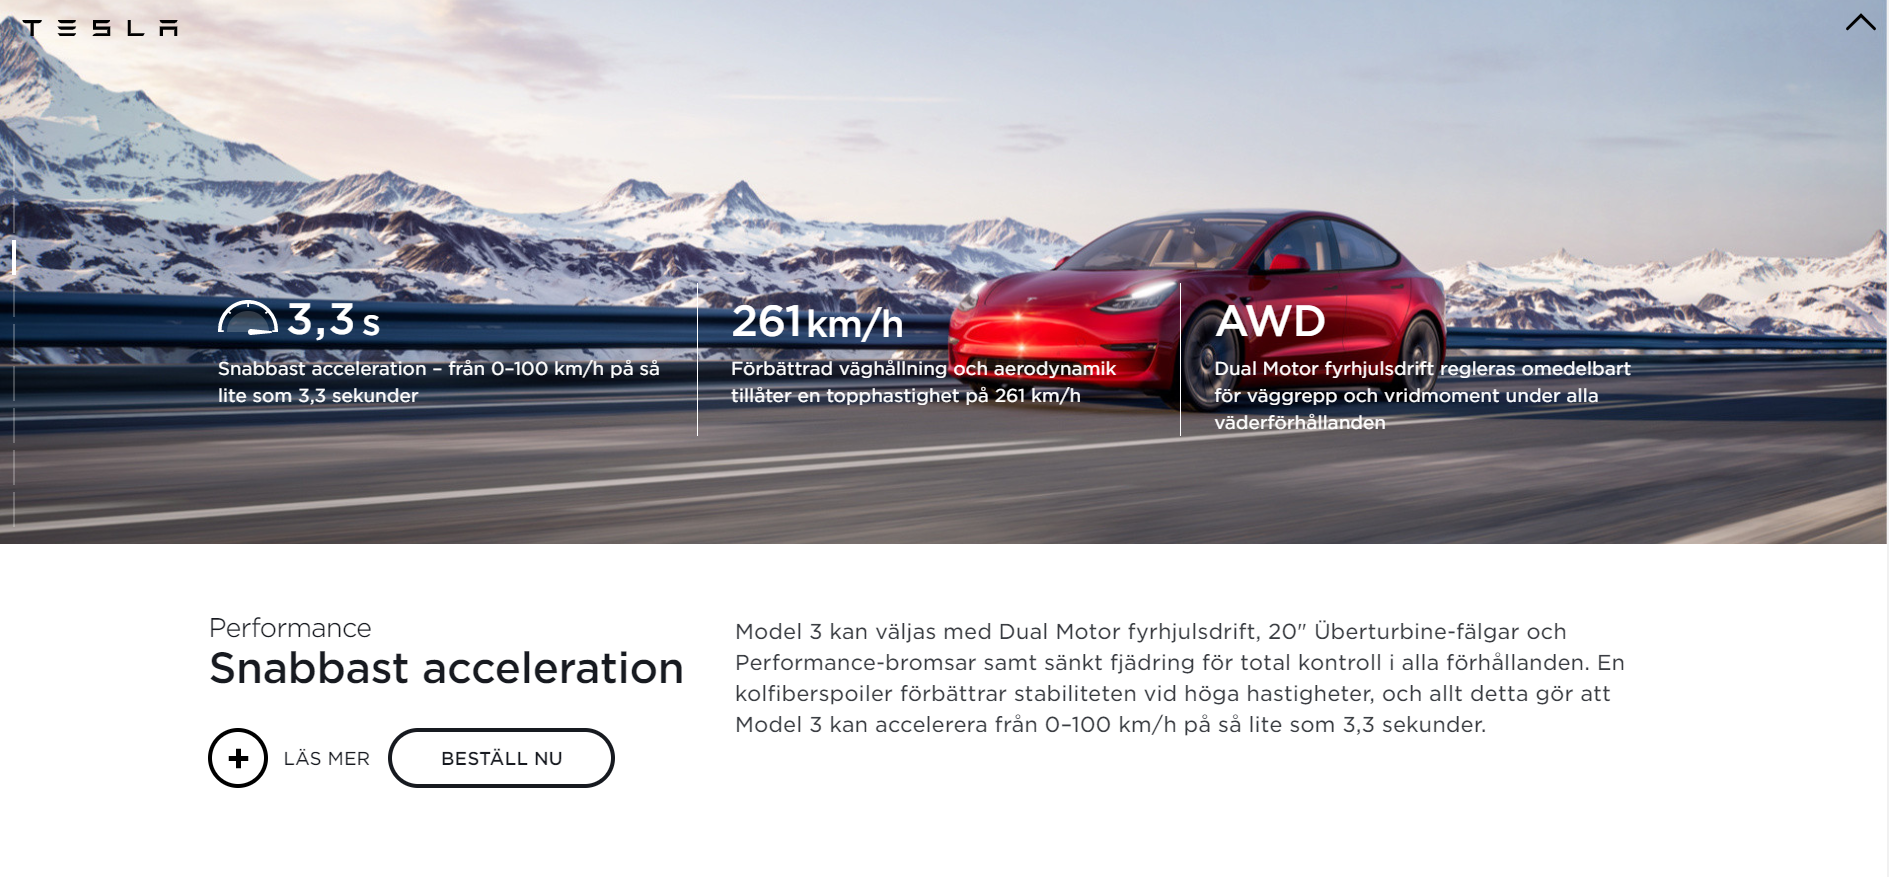 TESLA
3,3 s
Snabbast acceleration – från 0–100 km/h på så
lite som 3,3 sekunder
261 km/h
Förbättrad väghållning och aerodynamik
tillåter en topphastighet på 261 km/h
AWD
Dual Motor fyrhjulsdrift regleras omedelbart
för väggrepp och vridmoment under alla
väderförhållanden
Performance
Snabbast acceleration
LÄS MER
BESTÄLL NU
Model 3 kan väljas med Dual Motor fyrhjulsdrift, 20" Überturbine-fälgar och
Performance-bromsar samt sänkt fjädring för total kontroll i alla förhållanden. En
kolfiberspoiler förbättrar stabiliteten vid höga hastigheter, och allt detta gör att
Model 3 kan accelerera från 0–100 km/h på så lite som 3,3 sekunder.